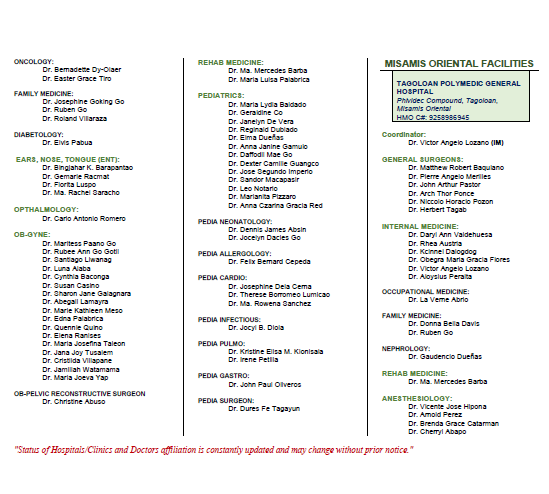 ONCOLOGY:
Dr. Bernadette Dy-Olaer
Dr. Easter Grace Tiro
FAMILY MEDICINE:
Dr. Josephine Goking Go
Dr. Ruben Go
Dr. Roland Villaraza
DIABETOLOGY:
Dr. Elvis Pabua
EARS, NOSE, TONGUE (ENT):
Dr. Bingjahar K. Barapantao
Dr. Gemarie Racmat
Dr. Florita Luspo
Dr. Ma. Rachel Saracho
OPTHALMOLOGY:
Dr. Carlo Antonio Romero
OB-GYNE:
Dr. Maritess Paano Go
Dr. Rubee Ann Go Gotil
Dr. Santiago Liwanag
Dr. Luna Alaba
Dr. Cynthia Baconga
Dr. Susan Casino
Dr. Sharon Jane Galagnara
Dr. Abegail Lamayra
Dr. Marie Kathleen Meso
Dr. Edna Palabrica
Dr. Quennie Quino
Dr. Elena Ranises
Dr. Maria Josefina Taleon
Dr. Jana Joy Tusalem
Dr. Cristilda Villapane
Dr. Jamillah Watamama
Dr. Maria Joeva Yap
OB-PELVIC RECONSTRUCTIVE SURGEON
Dr. Christine Abuso
REHAB MEDICINE:
Dr. Ma. Mercedes Barba
Dr. Maria Luisa Palabrica
PEDIATRICS:
Dr. Maria Lydia Baldado
Dr. Geraldine Co
Dr. Janelyn De Vera
Dr. Reginald Dublado
Dr. Elma Dueñas
Dr. Anna Janine Gamulo
Dr. Daffodil Mae Go
Dr. Dexter Camille Guangco
Dr. Jose Segundo Imperio
Dr. Sandor Macapasir
Dr. Leo Notario
Dr. Marianita Pizzaro
Dr. Anna Czarina Gracia Red
PEDIA NEONATOLOGY:
Dr. Dennis James Absin
Dr. Jocelyn Dacles Go
PEDIA ALLERGOLOGY:
Dr. Felix Bernard Cepeda
PEDIA CARDIO:
Dr. Josephine Dela Cerna
Dr. Therese Borromeo Lumicao
Dr. Ma. Rowena Sanchez
PEDIA INFECTIOUS:
Dr. Jocyl B. Diola
PEDIA PULMO:
Dr. Kristine Elisa M. Kionisala
Dr. Irene Petilla
PEDIA GASTRO:
Dr. John Paul Oliveros
PEDIA SURGEON:
Dr. Dures Fe Tagayun
MISAMIS ORIENTAL FACILITIES
TAGOLOAN POLYMEDIC GENERAL
HOSPITAL
Phividec Compound, Tagoloan,
Misamis Oriental
HMO C#: 9258986945
Coordinator:
Dr. Victor Angelo Lozano (IM)
GENERAL SURGEONS:
Dr. Matthew Robert Baquiano
Dr. Pierre Angelo Meriles
Dr. John Arthur Pastor
Dr. Arch Thor Ponce
Dr. Niccolo Horacio Pozon
Dr. Herbert Tagab
INTERNAL MEDICINE:
Dr. Daryl Ann Valdehuesa
Dr. Rhea Austria
Dr. Kcinnel Dalogdog
Dr. Obegra Maria Gracia Flores
Dr. Victor Angelo Lozano
Dr. Aloysius Peralta
OCCUPATIONAL MEDICINE:
Dr. La Verne Abrio
FAMILY MEDICINE:
Dr. Donna Bella Davis
Dr. Ruben Go
NEPHROLOGY:
Dr. Gaudencio Dueñas
REHAB MEDICINE:
Dr. Ma. Mercedes Barba
ANESTHESIOLOGY:
Dr. Vicente Jose Hipona
Dr. Arnold Perez
Dr. Brenda Grace Catarman
Dr. Cherryl Abapo
"Status of Hospitals/Clinics and Doctors affiliation is constantly updated and may change without prior notice."